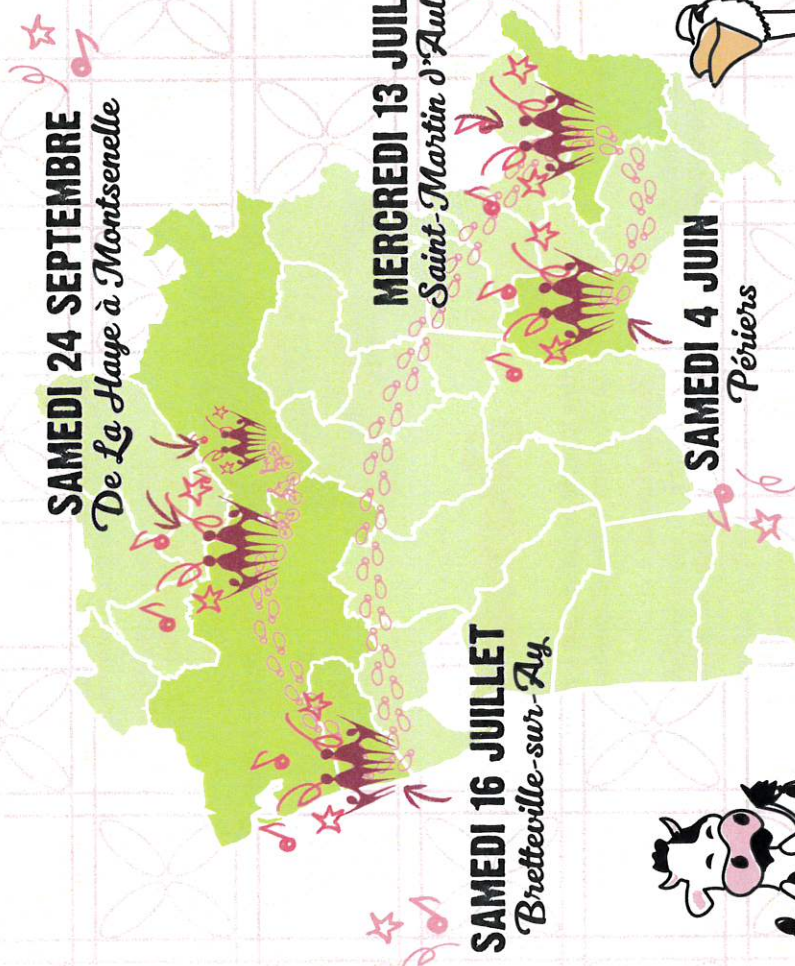 SAMEDI 24 SEPTEMBRE
De La Haye à Montsenelle
MERCREDI 13 JUIL
Saint-Martin d'Aub
SAMEDI 16 JUILLET
Bretteville-sur-Ay
SAMEDI 4 JUIN
Périers